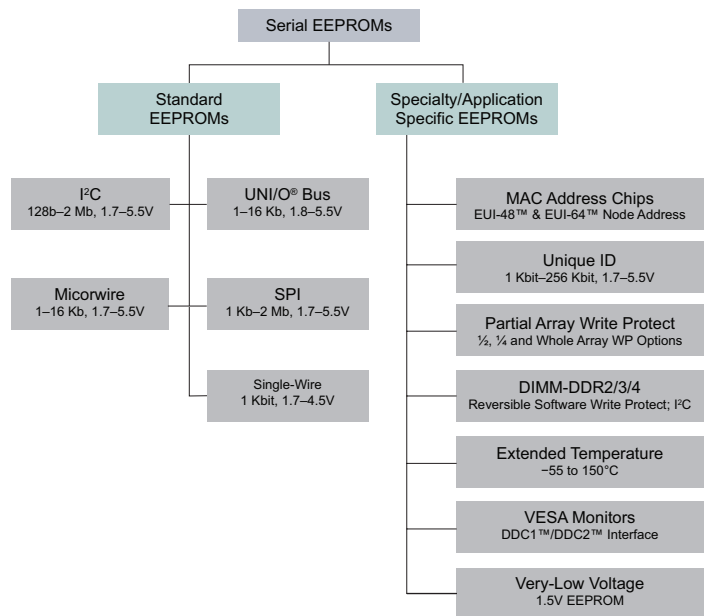 Serial EEPROMs
Standard
EEPROMs
I²C
128b–2 Mb, 1.7–5.5V
UNI/O® Bus
1–16 Kb, 1.8–5.5V
Micorwire
1–16 Kb, 1.7–5.5V
SPI
1 Kb–2 Mb, 1.7–5.5V
Single-Wire
1 Kbit, 1.7–4.5V
Specialty/Application
Specific EEPROMs
MAC Address Chips
EUI-48™ & EUI-64™ Node Address
Unique ID
1 Kbit–256 Kbit, 1.7–5.5V
Partial Array Write Protect
½, ¼ and Whole Array WP Options
DIMM-DDR2/3/4
Reversible Software Write Protect; I²C
Extended Temperature
−55 to 150°C
VESA Monitors
DDC1™/DDC2™ Interface
Very-Low Voltage
1.5V EEPROM